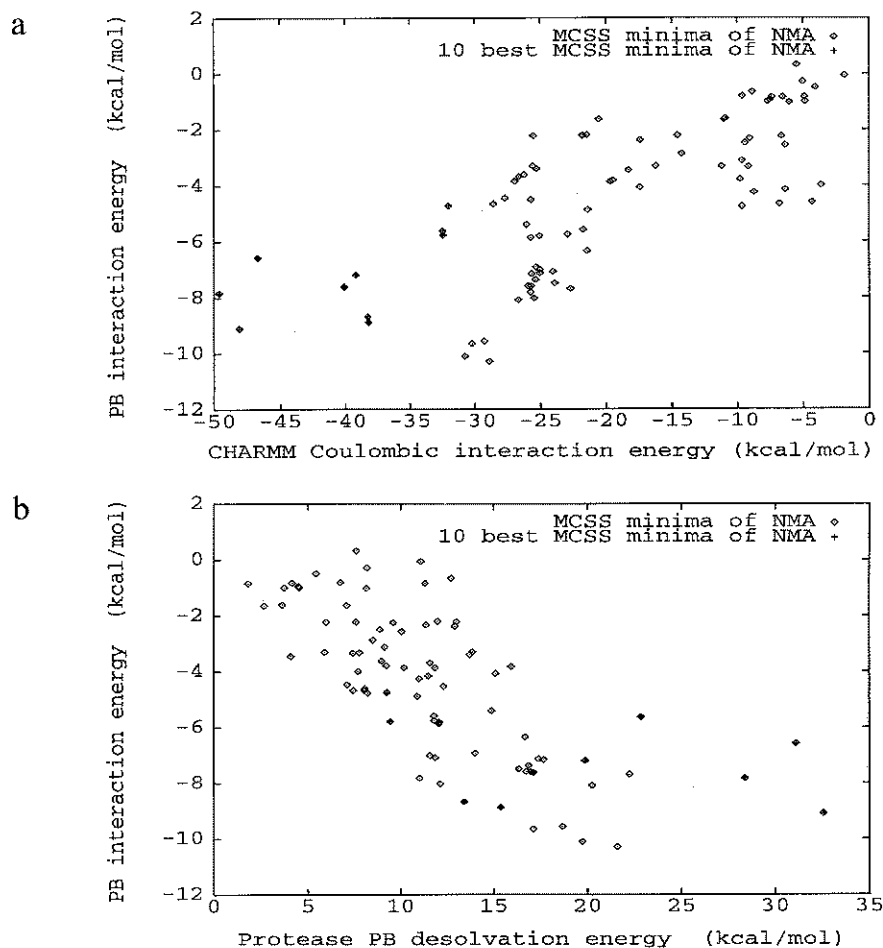 a
PB interaction energy (kcal/mol)
2
0
-2
-4
-6
-8
-10
-12
MCSS minima of NMA
10 best MCSS minima of NMA
-50 -45 -40 -35 -30 -25 -20 -15 -10 -5 0
CHARMM Coulombic interaction energy (kcal/mol)
b
PB interaction energy (kcal/mol)
2
0
-2
-4
-6
-8
-10
-12
MCSS minima of NMA
10 best MCSS minima of NMA
0 5 10 15 20 25 30 35
Protease PB desolvation energy (kcal/mol)